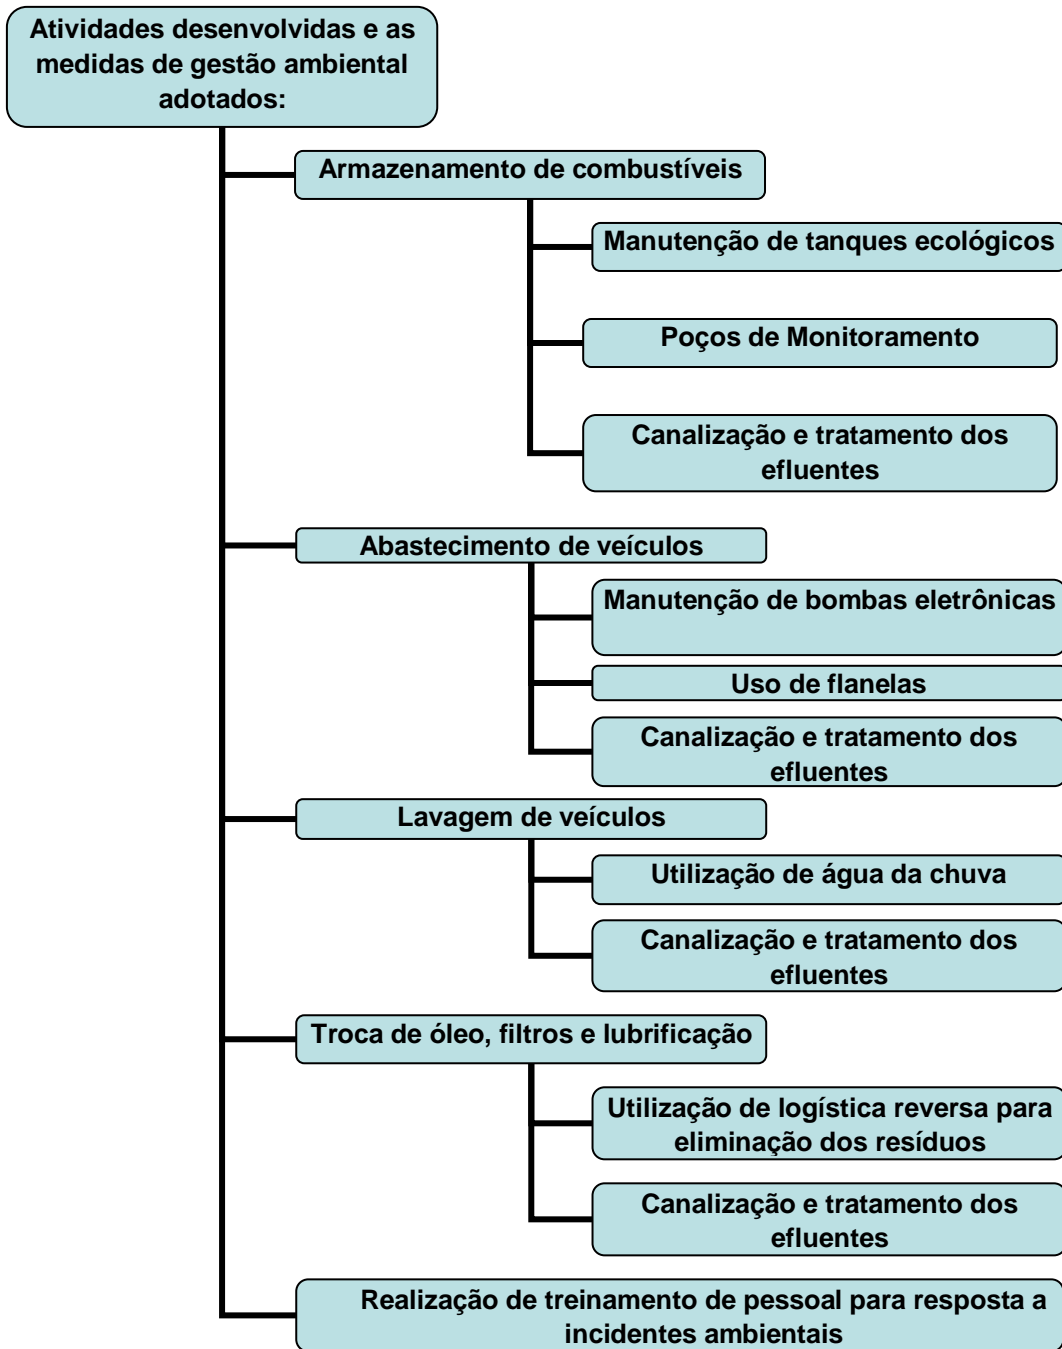 Atividades desenvolvidas e as
medidas de gestão ambiental
adotados:
Armazenamento de combustíveis
Manutenção de tanques ecológicos
Poços de Monitoramento
Canalização e tratamento dos
efluentes
Abastecimento de veículos
Manutenção de bombas eletrônicas
Uso de flanelas
Canalização e tratamento dos
efluentes
Lavagem de veículos
Utilização de água da chuva
Canalização e tratamento dos
efluentes
Troca de óleo, filtros e lubrificação
Utilização de logística reversa para
eliminação dos resíduos
Canalização e tratamento dos
efluentes
Realização de treinamento de pessoal para resposta a
incidentes ambientais